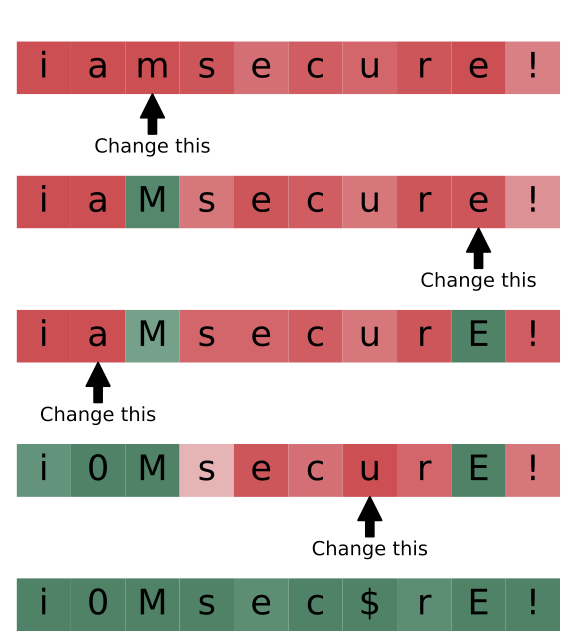 i a m s e c u r e !
Change this
i a M s e c u r e !
Change this
i a M s e c u r E !
Change this
i 0 M s e c u r E !
Change this
i 0 M s e c $ r E !